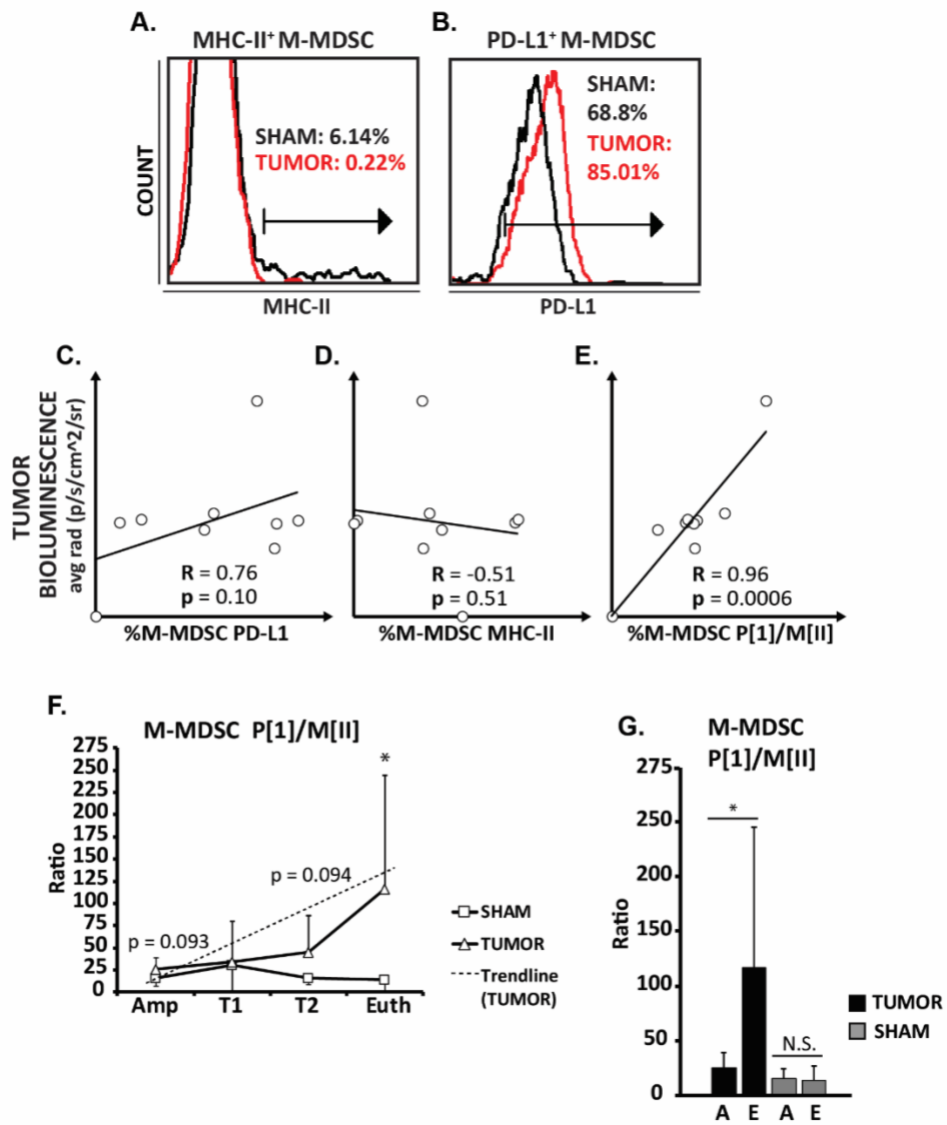 A.
MHC-II+ M-MDSC
COUNT
SHAM: 6.14%
TUMOR: 0.22%
MHC-II
B.
PD-L1+ M-MDSC
SHAM:
68.8%
TUMOR:
85.01%
PD-L1
TUMOR
BIOLUMINESCENCE
avg rad (p/s/cm^2/sr)
C.
R = 0.76
p = 0.10
%M-MDSC PD-L1
D.
R = -0.51
p = 0.51
%M-MDSC MHC-II
E.
R = 0.96
p = 0.0006
%M-MDSC P[1]/M[II]
F.
M-MDSC P[1]/M[II]
Ratio
275
250
225
200
175
150
125
100
75
50
25
0
*
p = 0.094
p = 0.093
Amp T1 T2 Euth
SHAM
TUMOR
Trendline
(TUMOR)
G.
M-MDSC
P[1]/M[II]
Ratio
275
250
200
150
100
50
0
*
N.S.
A E A E
TUMOR
SHAM